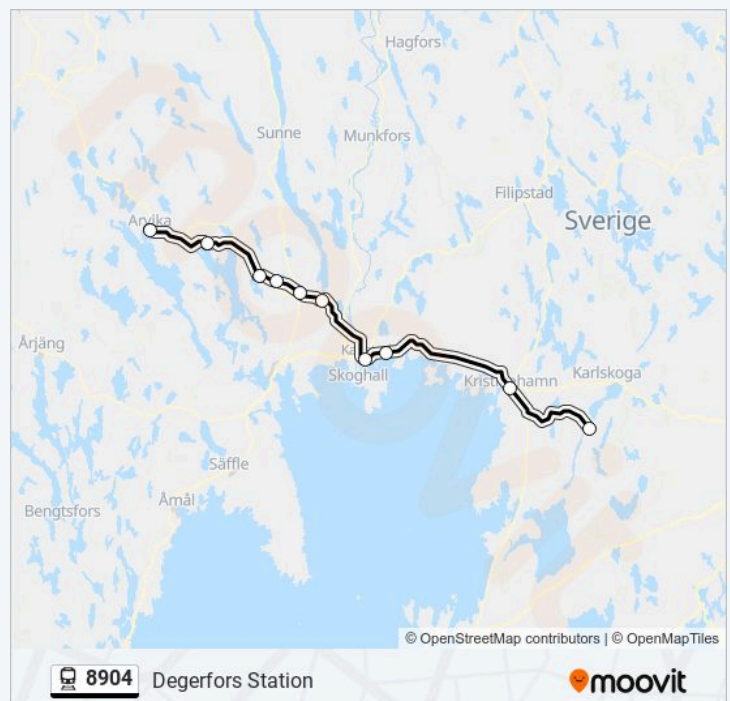 Hagfors
Sunne
Munkfors
Filipstad
Sverige
Arvika
Årjäng
Skoghall
Karlskoga
Säffle
Åmål
Bengtsfors
© OpenStreetMap contributors | © OpenMapTiles
8904 Degerfors Station
moovit